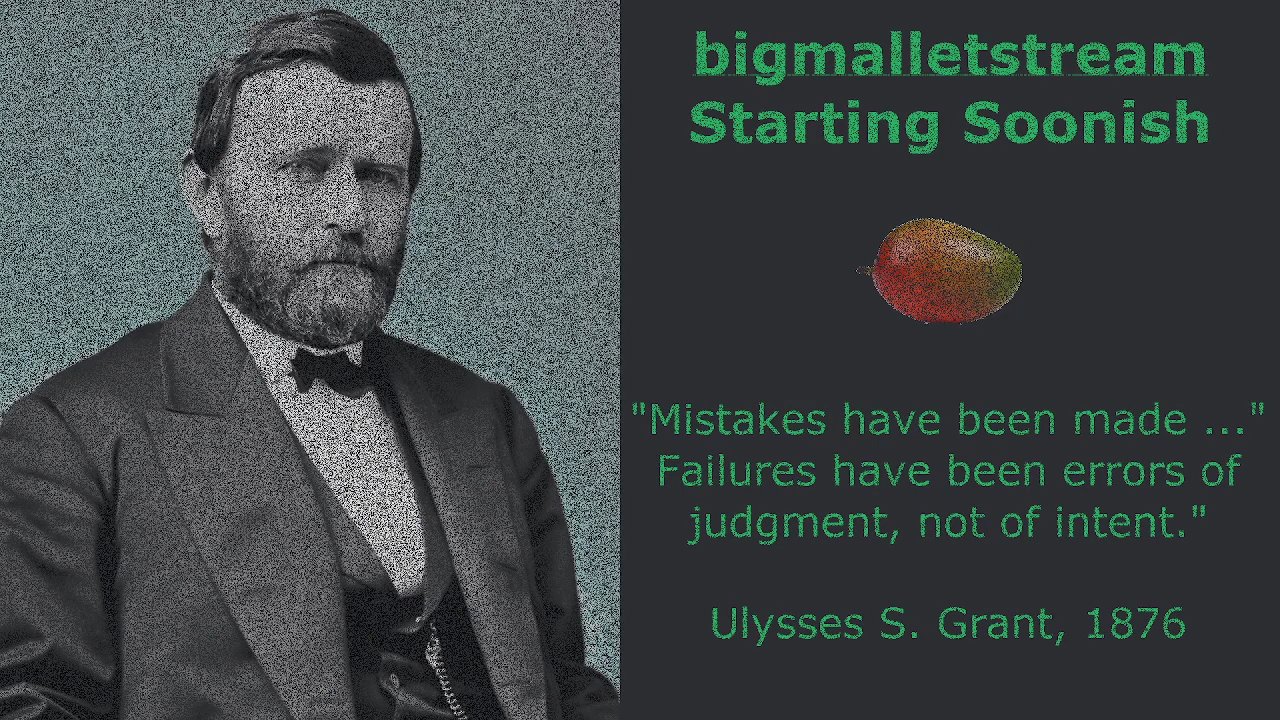 bigmalletstream
Starting Soonish
"Mistakes have been made ..."
Failures have been errors of
judgment, not of intent."
Ulysses S. Grant, 1876